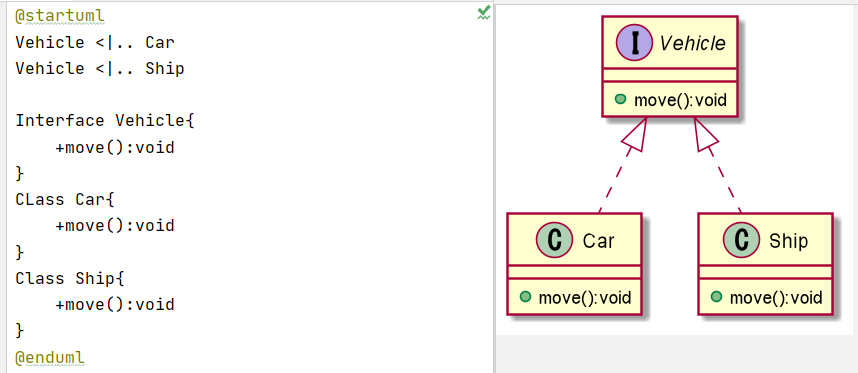 @startuml
Vehicle <|.. Car
Vehicle <|.. Ship
Interface Vehicle{
    +move():void
}
CLass Car{
    +move():void
}
Class Ship{
    +move():void
}
@enduml
I Vehicle
move():void
C Car
move():void
C Ship
move():void